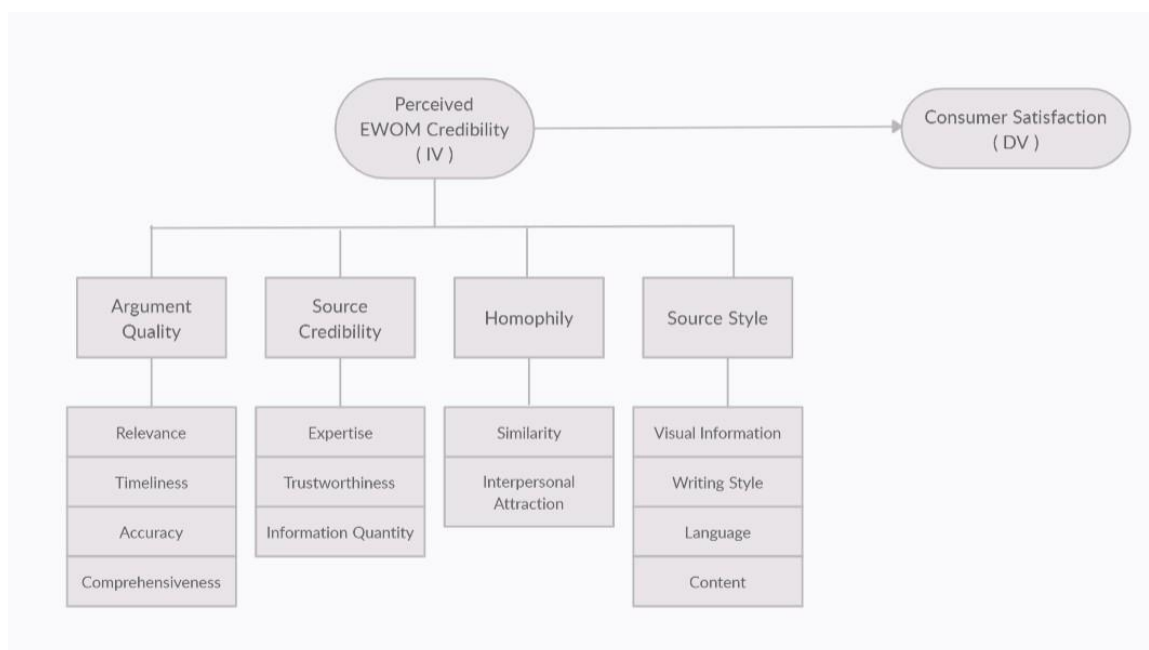 Perceived
EWOM Credibility
( IV )
Consumer Satisfaction
( DV )
Argument
Quality
Source
Credibility
Homophily
Source Style
Relevance
Timeliness
Accuracy
Comprehensiveness
Expertise
Trustworthiness
Information Quantity
Similarity
Interpersonal
Attraction
Visual Information
Writing Style
Language
Content